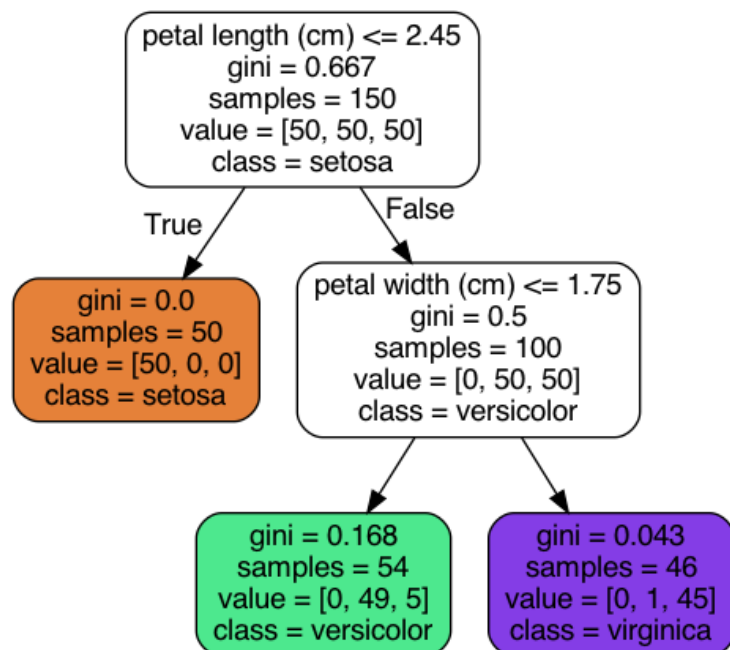 petal length (cm) <= 2.45
gini = 0.667
samples = 150
value = [50, 50, 50]
class = setosa
True
False
gini = 0.0
samples = 50
value = [50, 0, 0]
class = setosa
petal width (cm) <= 1.75
gini = 0.5
samples = 100
value = [0, 50, 50]
class = versicolor
gini = 0.168
samples = 54
value = [0, 49, 5]
class = versicolor
gini = 0.043
samples = 46
value = [0, 1, 45]
class = virginica